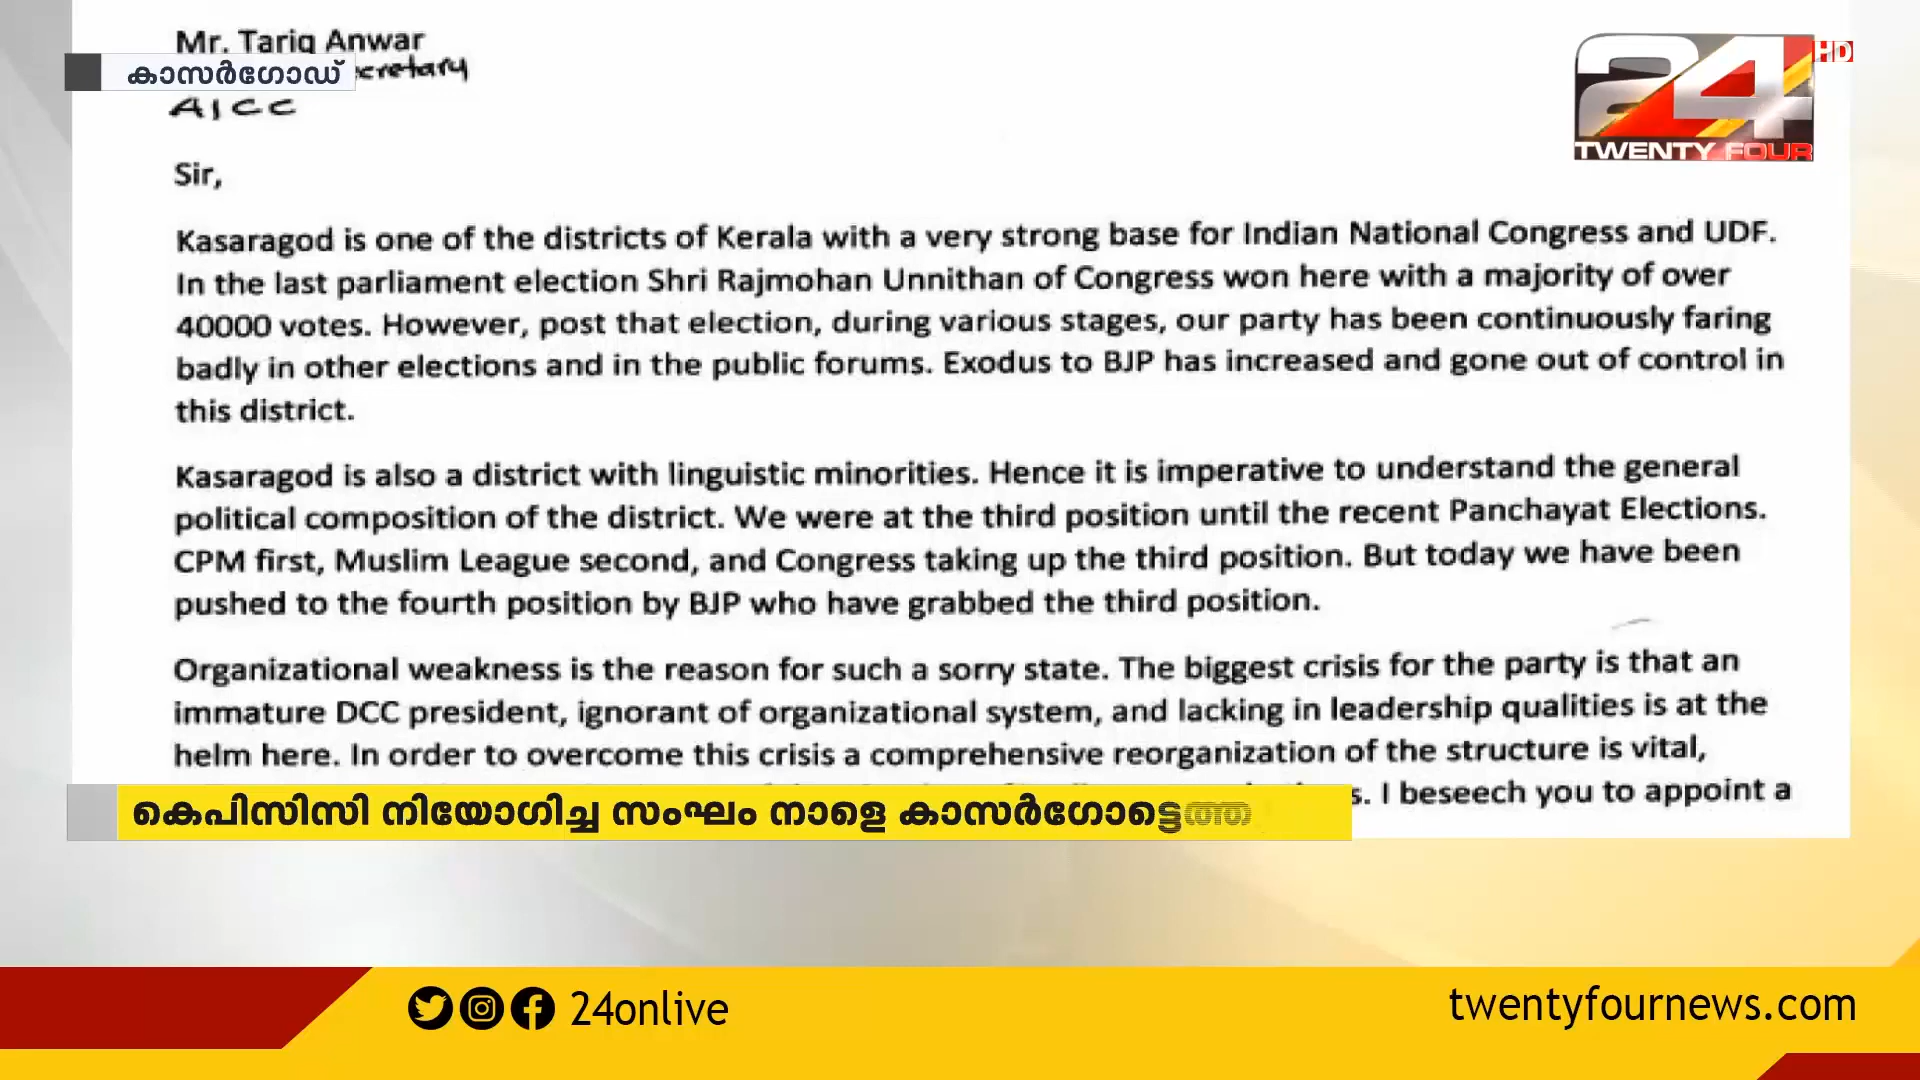 Mr. Tariq Anwar
കാസർഗോഡ്
AICC
24 HD
TWENTY FOUR
Sir,
Kasaragod is one of the districts of Kerala with a very strong base for Indian National Congress and UDF.
In the last parliament election Shri Rajmohan Unnithan of Congress won here with a majority of over
40000 votes. However, post that election, during various stages, our party has been continuously faring
badly in other elections and in the public forums. Exodus to BJP has increased and gone out of control in
this district.
Kasaragod is also a district with linguistic minorities. Hence it is imperative to understand the general
political composition of the district. We were at the third position until the recent Panchayat Elections.
CPM first, Muslim League second, and Congress taking up the third position. But today we have been
pushed to the fourth position by BJP who have grabbed the third position.
Organizational weakness is the reason for such a sorry state. The biggest crisis for the party is that an
immature DCC president, ignorant of organizational system, and lacking in leadership qualities is at the
helm here. In order to overcome this crisis a comprehensive reorganization of the structure is vital,
I beseech you to appoint a
കെപിസിസി നിയോഗിച്ച സംഘം നാളെ കാസർഗോട്ടെത്ത
24onlive
twentyfournews.com